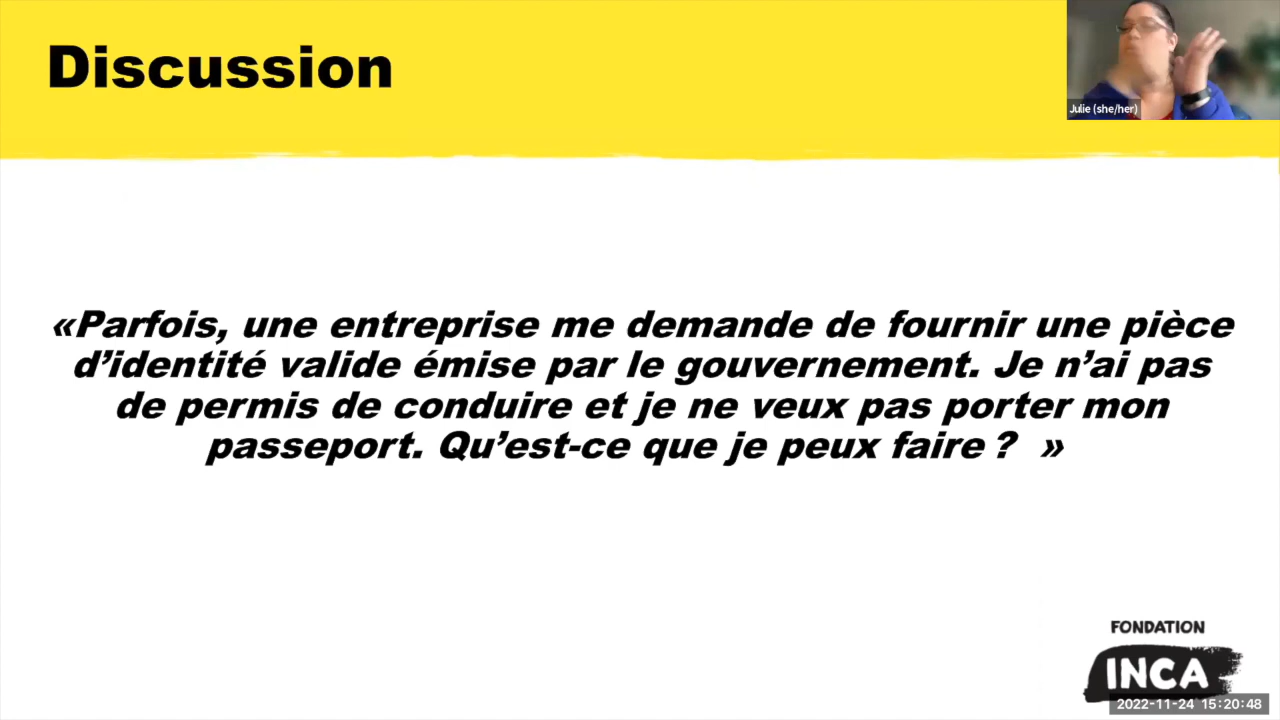 Discussion
Julie (she/her)
«Parfois, une entreprise me demande de fournir une pièce
d’identité valide émise par le gouvernement. Je n’ai pas
de permis de conduire et je ne veux pas porter mon
passeport. Qu’est-ce que je peux faire ?  »
FONDATION
INCA
2022-11-24 15:20:48